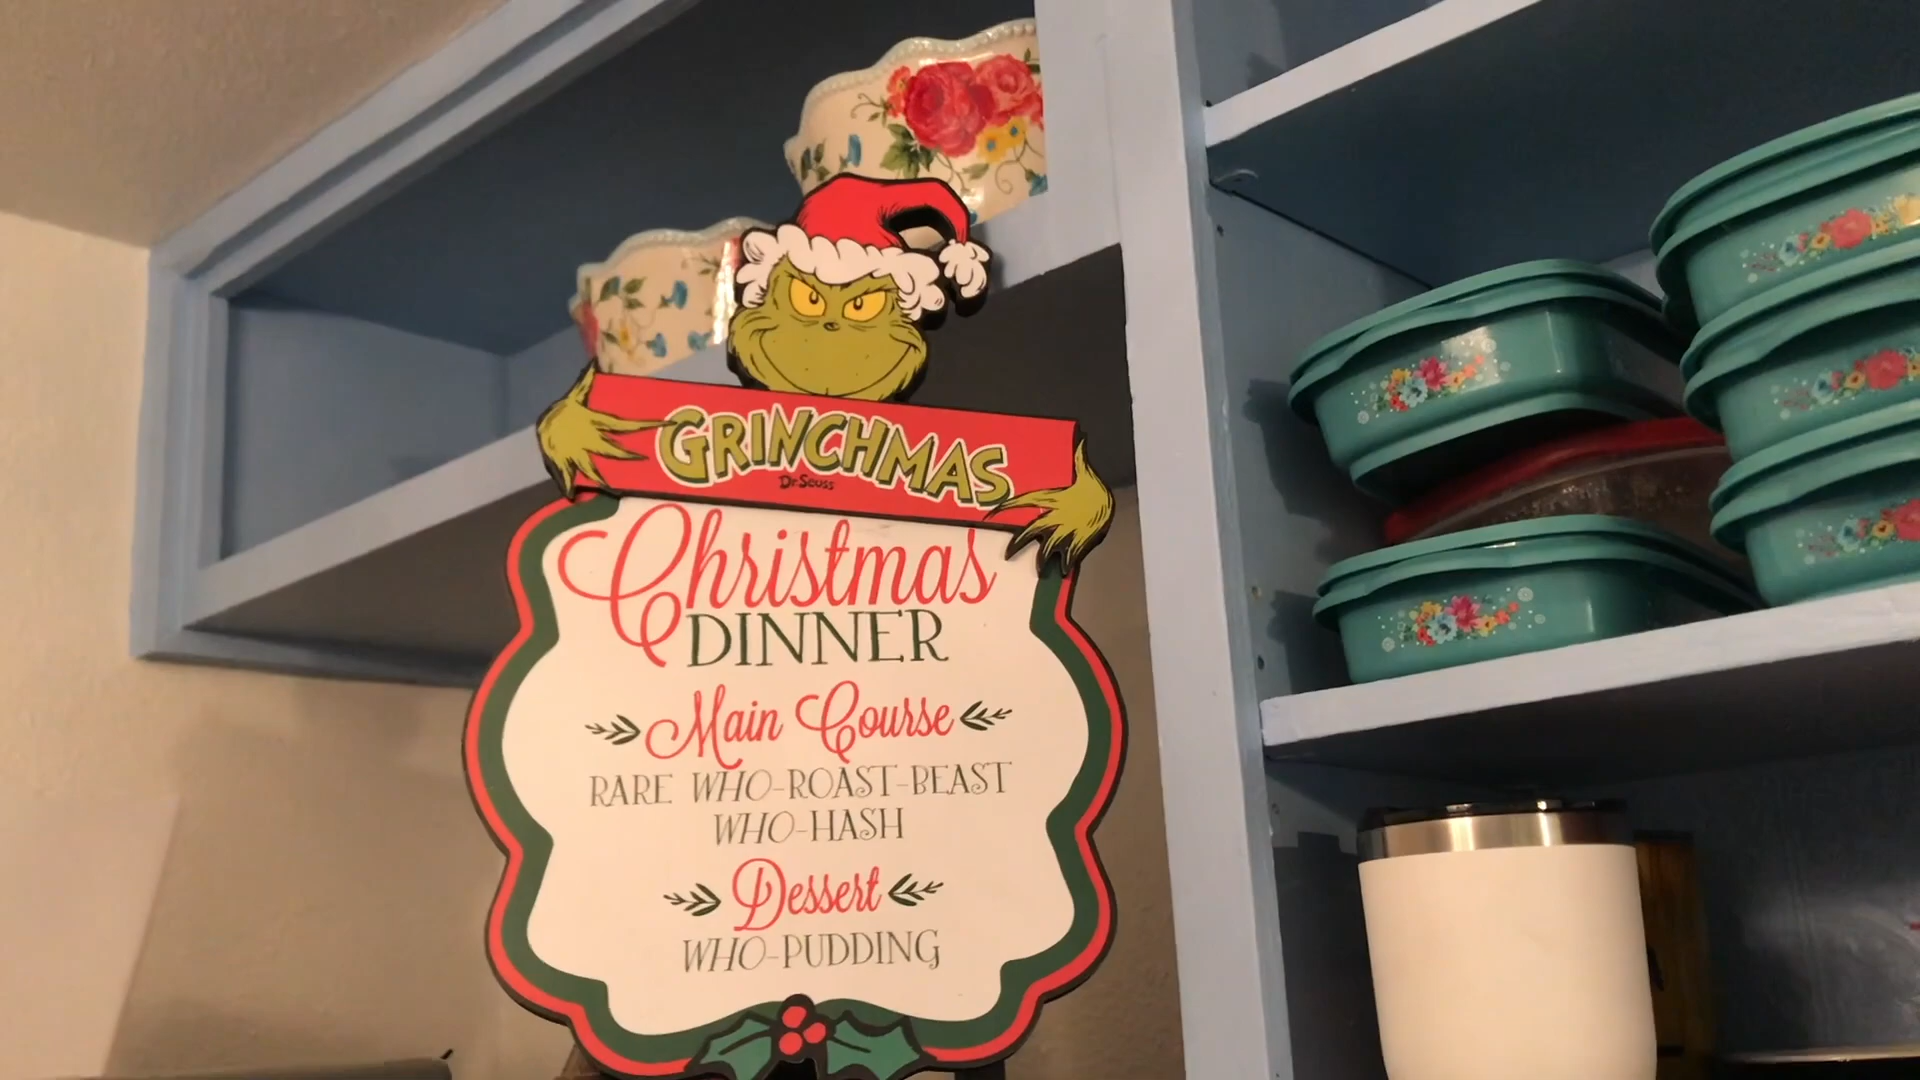 GRINCHMAS
Dr. Seuss
Christmas
DINNER
Main Course
RARE WHO-ROAST-BEAST
WHO-HASH
Dessert
WHO-PUDDING